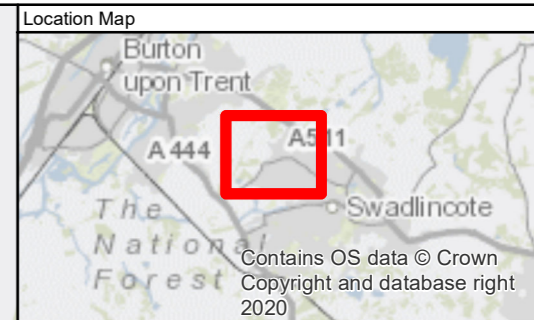 Location Map
Burton
upon Trent
A 444
A511
The
Swadlincote
National
Forest
Contains OS data © Crown
Copyright and database right
2020